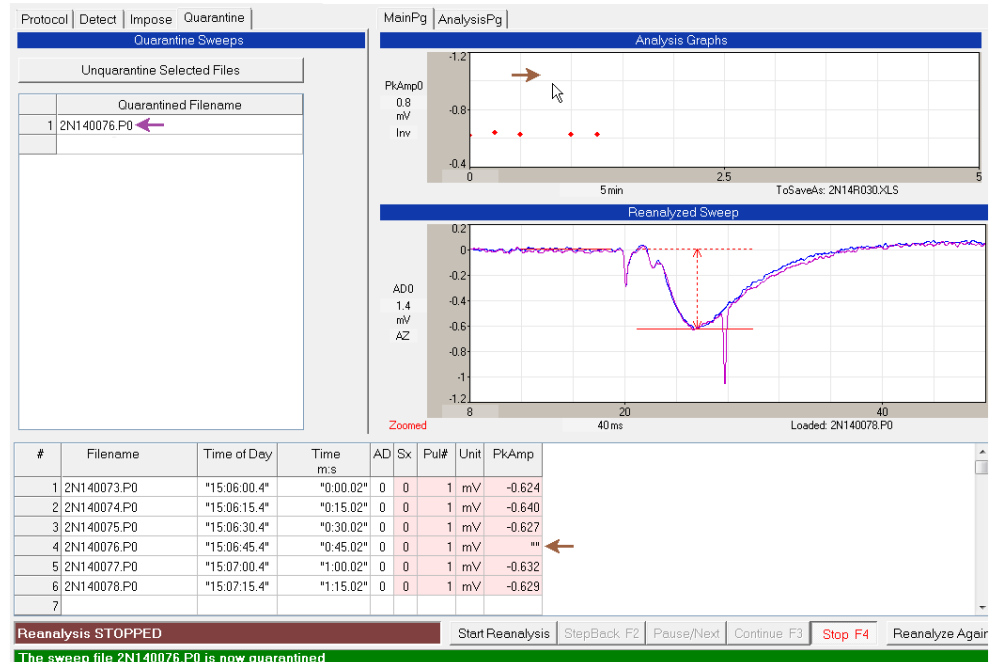 Protocol Detect Impose Quarantine
Quarantine Sweeps
Unquarantine Selected Files
Quarantined Filename
1 2N140076.P0
MainPg AnalysisPg
Analysis Graphs
PkAmp0
0.8
mV
Inv
-1.2
-0.8
-0.4
0 2.5 5
5 min ToSaveAs: 2N14R030.XLS
Reanalyzed Sweep
AD0
1.4
mV
AZ
0.2
0
-0.2
-0.4
-0.6
-0.8
-1
-1.2
8 20 40
Zoomed 40 ms Loaded: 2N140078.P0
# Filename Time of Day Time m:s AD Sx Pul# Unit PkAmp
1 2N140073.P0 "15:06:00.4" "0:00.02" 0 0 1 mV -0.624
2 2N140074.P0 "15:06:15.4" "0:15.02" 0 0 1 mV -0.640
3 2N140075.P0 "15:06:30.4" "0:30.02" 0 0 1 mV -0.627
4 2N140076.P0 "15:06:45.4" "0:45.02" 0 0 1 mV ""
5 2N140077.P0 "15:07:00.4" "1:00.02" 0 0 1 mV -0.632
6 2N140078.P0 "15:07:15.4" "1:15.02" 0 0 1 mV -0.629
7
Reanalysis STOPPED Start Reanalysis StepBack F2 Pause/Next Continue F3 Stop F4 Reanalyze Again
The sweep file 2N140076.P0 is now quarantined